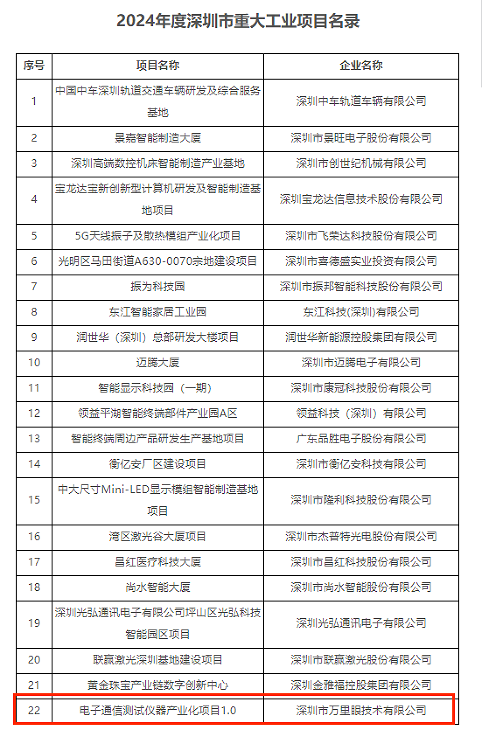 2024年度深圳市重大工业项目名录
序号 项目名称 企业名称
1 中国中车深圳轨道交通车辆研发及综合服务
基地 深圳中车轨道车辆有限公司
2 景嘉智能制造大厦 深圳市景旺电子股份有限公司
3 深圳高端数控机床智能制造产业基地 深圳市创世纪机械有限公司
4 宝龙达宝新创新型计算机研发及智能制造基
地项目 深圳宝龙达信息技术股份有限公司
5 5G天线振子及散热模组产业化项目 深圳市飞荣达科技股份有限公司
6 光明区马田街道A630-0070宗地建设项目 深圳市喜德盛实业投资有限公司
7 振为科技园 深圳市振邦智能科技股份有限公司
8 东江智能家居工业园 东江科技(深圳)有限公司
9 润世华（深圳）总部研发大楼项目 润世华新能源控股集团有限公司
10 迈腾大厦 深圳市迈腾电子有限公司
11 智能显示科技园（一期） 深圳市康冠科技股份有限公司
12 领益平湖智能终端部件产业园A区 领益科技（深圳）有限公司
13 智能终端周边产品研发生产基地项目 广东品胜电子股份有限公司
14 衡亿安厂区建设项目 深圳市衡亿安科技有限公司
15 中大尺寸Mini-LED显示模组智能制造基地
项目 深圳市隆利科技股份有限公司
16 湾区激光谷大厦项目 深圳市杰普特光电股份有限公司
17 昌红医疗科技大厦 深圳市昌红科技股份有限公司
18 尚水智能大厦 深圳市尚水智能股份有限公司
19 深圳光弘通讯电子有限公司坪山区光弘科技
智能园区项目 深圳光弘通讯电子有限公司
20 联赢激光深圳基地建设项目 深圳市联赢激光股份有限公司
21 黄金珠宝产业链数字创新中心 深圳金雅福控股集团有限公司
22 电子通信测试仪器产业化项目1.0 深圳市万里眼技术有限公司